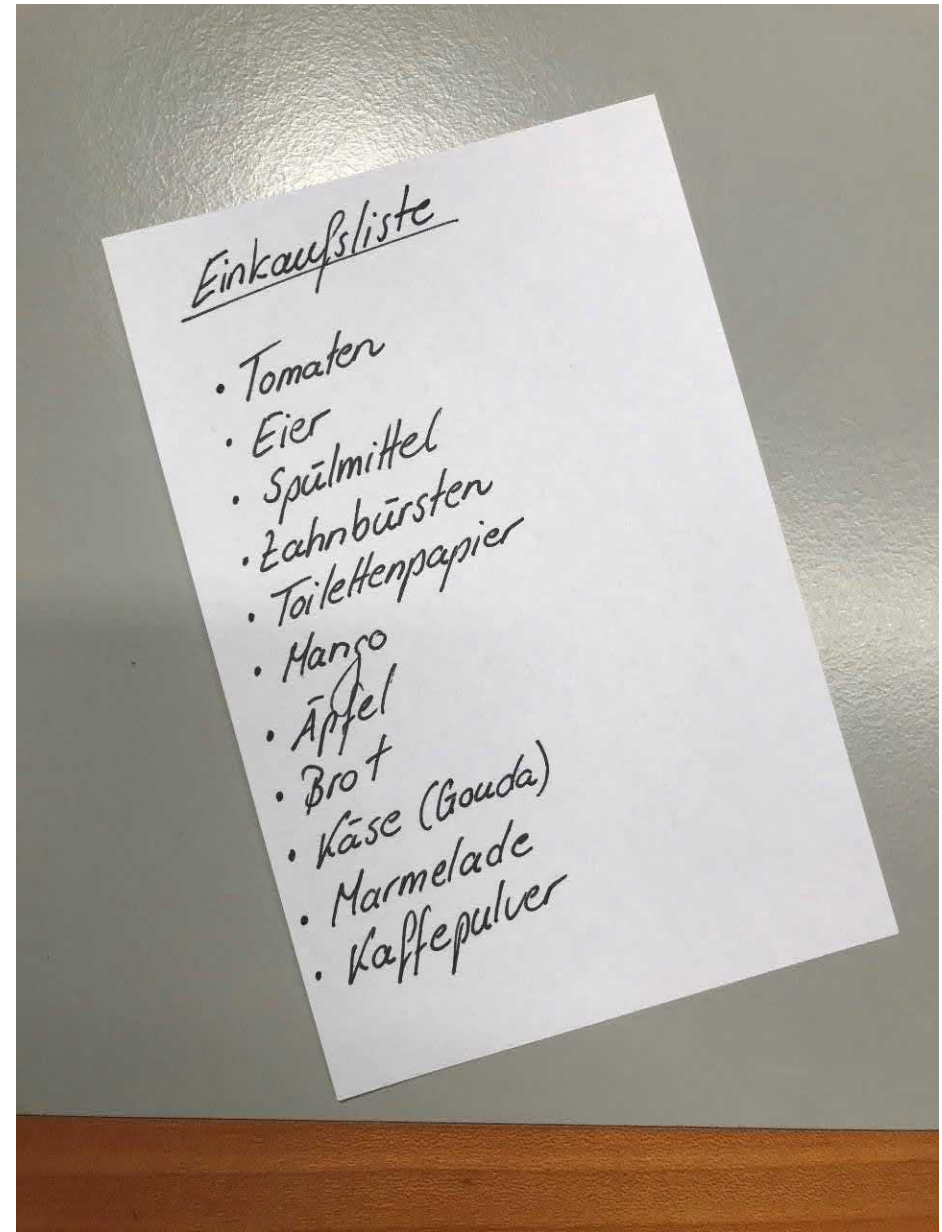 Einkaufsliste
• Tomaten
• Eier
• Spülmittel
• Zahnbürsten
• Toilettenpapier
• Mango
• Äpfel
• Brot
• Käse (Gouda)
• Marmelade
• Kaffepulver